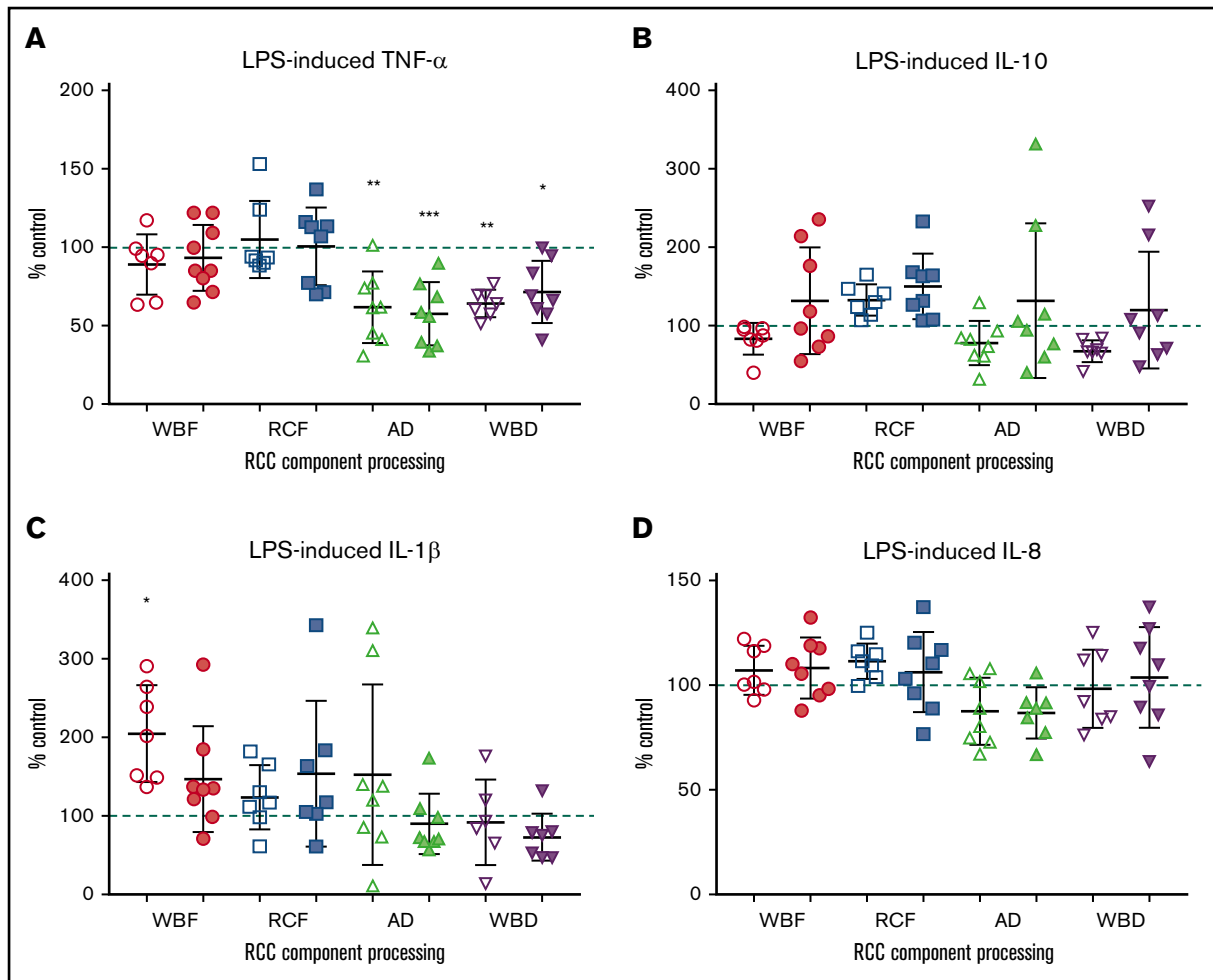 A
LPS-induced TNF-α
% control
200
150
100
50
0
** *** ** *
WBF RCF AD WBD
RCC component processing
B
LPS-induced IL-10
% control
400
300
200
100
0
WBF RCF AD WBD
RCC component processing
C
LPS-induced IL-1β
% control
400
300
200
100
0
*
WBF RCF AD WBD
RCC component processing
D
LPS-induced IL-8
% control
150
100
50
0
WBF RCF AD WBD
RCC component processing